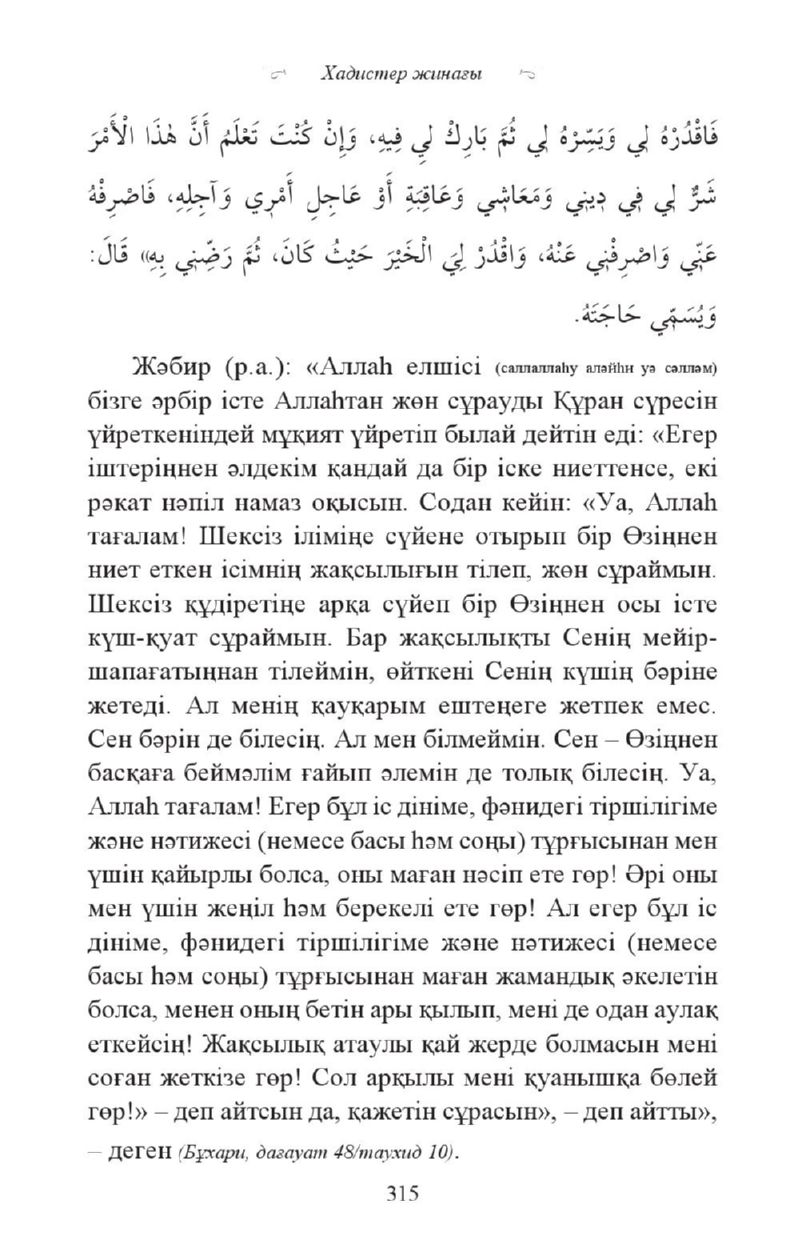 Хадистер жинағы
فَاقْدُرْهُ لِي وَيَسِّرْهُ لِي ثُمَّ بَارِكْ لِي فِيهِ، وَإِنْ كُنْتَ تَعْلَمُ أَنَّ هٰذَا الْأَمْرَ
شَرٌّ لِي فِي دِينِي وَمَعَاشِي وَعَاقِبَةِ أَوْ عَاجِلِ أَمْرِي وَآجِلِهِ، فَاصْرِفْهُ
عَنِّي وَاصْرِفْنِي عَنْهُ، وَاقْدُرْ لِيَ الْخَيْرَ حَيْثُ كَانَ، ثُمَّ رَضِّنِي بِهِ» قَالَ:
وَيُسَمِّي حَاجَتَهُ.
Жәбир (р.а.): «Аллаһ елшісі (саллаллаһу аләйһи уә сәлләм)
бізге әрбір істе Аллаһтан жөн сұрауды Құран сүресін
үйреткеніндей мұқият үйретіп былай дейтін еді: «Егер
іштеріңнен әлдекім қандай да бір іске ниеттенсе, екі
рәкат нәпіл намаз оқысын. Содан кейін: «Уа, Аллаһ
тағалам! Шексіз іліміңе сүйене отырып бір Өзіңнен
ниет еткен ісімнің жақсылығын тілеп, жөн сұраймын.
Шексіз құдіретіңе арқа сүйеп бір Өзіңнен осы істе
күш-қуат сұраймын. Бар жақсылықты Сенің мейір-
шапағатыңнан тілеймін, өйткені Сенің күшің бәріне
жетеді. Ал менің қауқарым ештеңеге жетпек емес.
Сен бәрін де білесің. Ал мен білмеймін. Сен – Өзіңнен
басқаға беймәлім ғайып әлемін де толық білесің. Уа,
Аллаһ тағалам! Егер бұл іс дініме, фәнидегі тіршілігіме
және нәтижесі (немесе басы һәм соңы) тұрғысынан мен
үшін қайырлы болса, оны маған нәсіп ете гөр! Әрі оны
мен үшін жеңіл һәм берекелі ете гөр! Ал егер бұл іс
дініме, фәнидегі тіршілігіме және нәтижесі (немесе
басы һәм соңы) тұрғысынан маған жамандық әкелетін
болса, менен оның бетін ары қылып, мені де одан аулақ
еткейсің! Жақсылық атаулы қай жерде болмасын мені
соған жеткізе гөр! Сол арқылы мені қуанышқа бөлей
гөр!» – деп айтсын да, қажетін сұрасын», – деп айтты»,
– деген (Бұхари, дағауат 48/таухид 10).
315